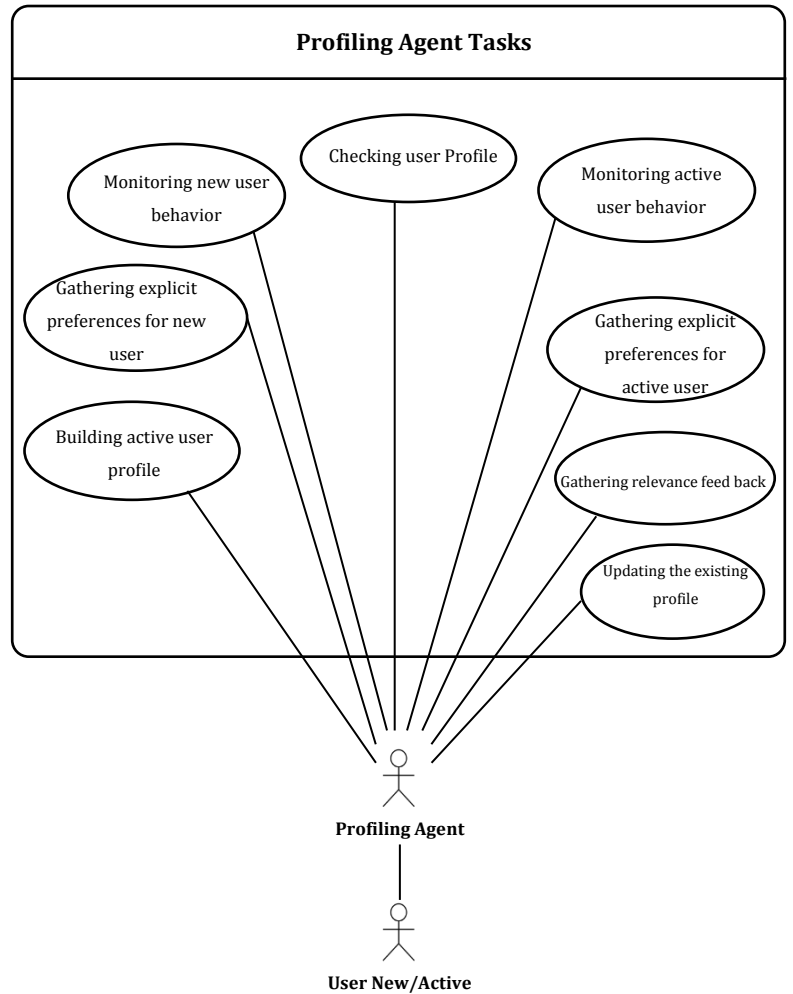 Profiling Agent Tasks
Checking user Profile
Monitoring new user
behavior
Monitoring active
user behavior
Gathering explicit
preferences for new
user
Gathering explicit
preferences for
active user
Building active user
profile
Gathering relevance feed back
Updating the existing
profile
Profiling Agent
User New/Active